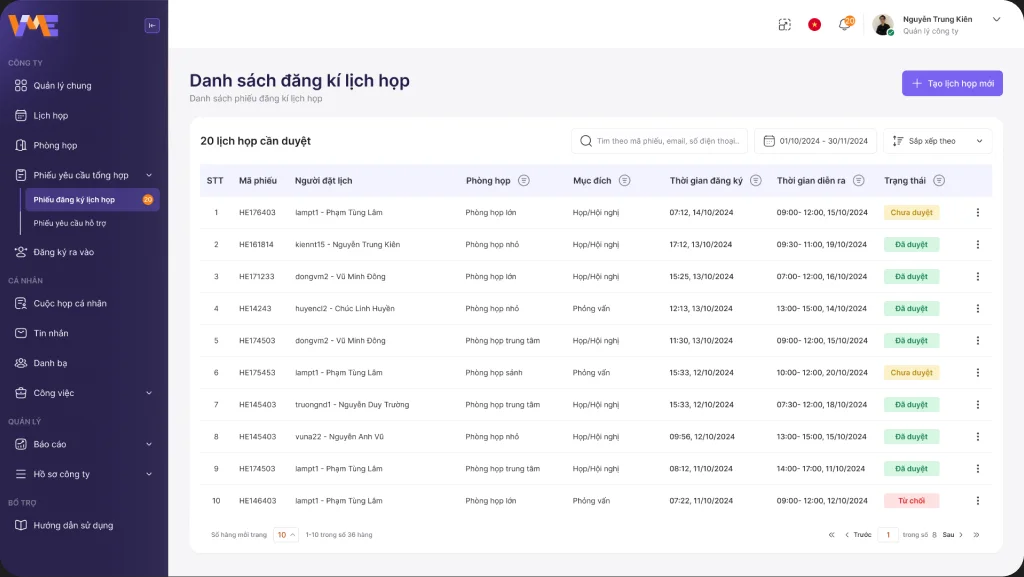 VME
CÔNG TY
Quản lý chung
Lịch họp
Phòng họp
Phiếu yêu cầu tổng hợp
Phiếu đăng ký lịch họp 20
Phiếu yêu cầu hỗ trợ
Đăng ký ra vào
CÁ NHÂN
Cuộc họp cá nhân
Tin nhắn
Danh bạ
Công việc
QUẢN LÝ
Báo cáo
Hồ sơ công ty
BỔ TRỢ
Hướng dẫn sử dụng
20
Nguyễn Trung Kiên
Quản lý công ty
Danh sách đăng kí lịch họp
Danh sách phiếu đăng kí lịch họp
Tạo lịch họp mới
20 lịch họp cần duyệt
Tìm theo mã phiếu, email, số điện thoại..
01/10/2024 - 30/11/2024
Sắp xếp theo
STT Mã phiếu Người đặt lịch Phòng họp Mục đích Thời gian đăng ký Thời gian diễn ra Trạng thái
1 HE176403 lampt1 - Phạm Tùng Lâm Phòng họp lớn Họp/Hội nghị 07:12, 14/10/2024 09:00- 12:00, 15/10/2024 Chưa duyệt
2 HE161814 kiennt15 - Nguyễn Trung Kiên Phòng họp nhỏ Họp/Hội nghị 17:12, 13/10/2024 09:30- 11:00, 19/10/2024 Đã duyệt
3 HE171233 dongvm2 - Vũ Minh Đông Phòng họp lớn Họp/Hội nghị 15:25, 13/10/2024 07:00- 12:00, 16/10/2024 Đã duyệt
4 HE14243 huyencl2 - Chúc Linh Huyền Phòng họp nhỏ Phỏng vấn 12:13, 13/10/2024 13:00- 15:00, 14/10/2024 Đã duyệt
5 HE174503 dongvm2 - Vũ Minh Đông Phòng họp trung tâm Họp/Hội nghị 11:30, 13/10/2024 09:00- 12:00, 15/10/2024 Đã duyệt
6 HE175453 lampt1 - Phạm Tùng Lâm Phòng họp sảnh Phỏng vấn 15:33, 12/10/2024 10:00- 12:00, 20/10/2024 Chưa duyệt
7 HE145403 truongnd1 - Nguyễn Duy Trường Phòng họp trung tâm Họp/Hội nghị 15:33, 12/10/2024 07:30- 12:00, 18/10/2024 Đã duyệt
8 HE145403 vuna22 - Nguyễn Anh Vũ Phòng họp nhỏ Họp/Hội nghị 09:56, 12/10/2024 13:00- 15:00, 15/10/2024 Đã duyệt
9 HE174503 lampt1 - Phạm Tùng Lâm Phòng họp trung tâm Họp/Hội nghị 08:12, 11/10/2024 14:00- 17:00, 11/10/2024 Đã duyệt
10 HE146403 lampt1 - Phạm Tùng Lâm Phòng họp lớn Phỏng vấn 07:22, 11/10/2024 09:00- 12:00, 12/10/2024 Từ chối
Số hàng mỗi trang 10 1-10 trong số 36 hàng
Trước 1 trong số 8 Sau